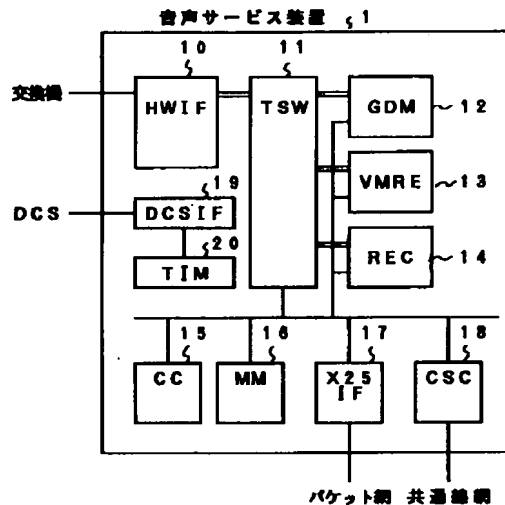 音声サービス装置 1
10 11
交換機 HWIF TSW GDM 12
VMRE 13
19
DCS DCSIF
20
TIM REC 14
15 16 17 18
CC MM X25 CSC
IF
パケット網 共通線網